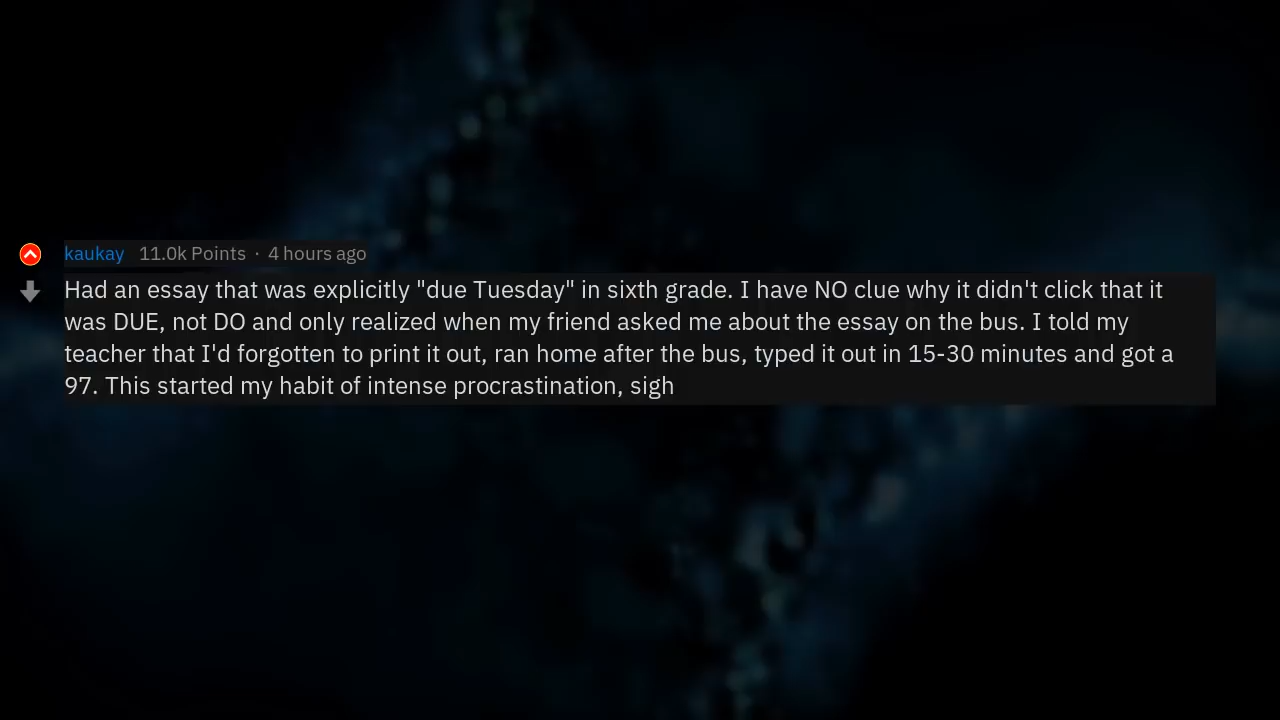 kaukay 11.0k Points · 4 hours ago
Had an essay that was explicitly "due Tuesday" in sixth grade. I have NO clue why it didn't click that it
was DUE, not DO and only realized when my friend asked me about the essay on the bus. I told my
teacher that I'd forgotten to print it out, ran home after the bus, typed it out in 15-30 minutes and got a
97. This started my habit of intense procrastination, sigh